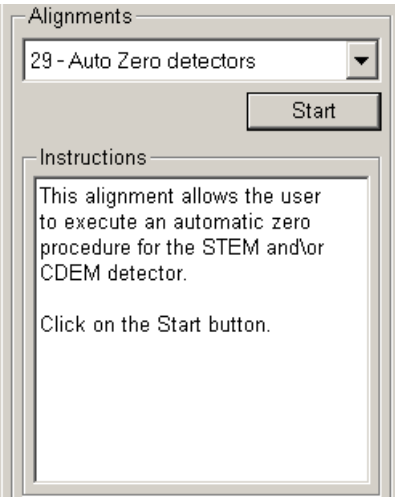 Alignments
29 - Auto Zero detectors
Start
Instructions
This alignment allows the user
to execute an automatic zero
procedure for the STEM and\or
CDEM detector.
Click on the Start button.